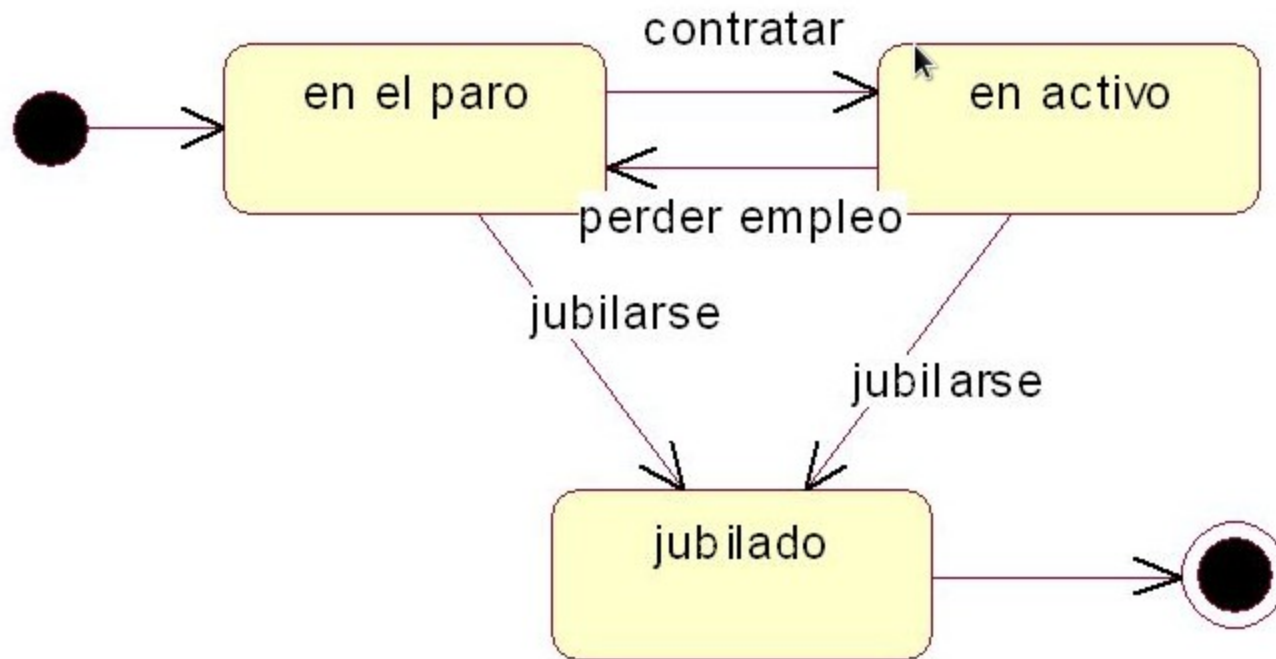 contratar
en el paro
en activo
perder empleo
jubilarse
jubilarse
jubilado